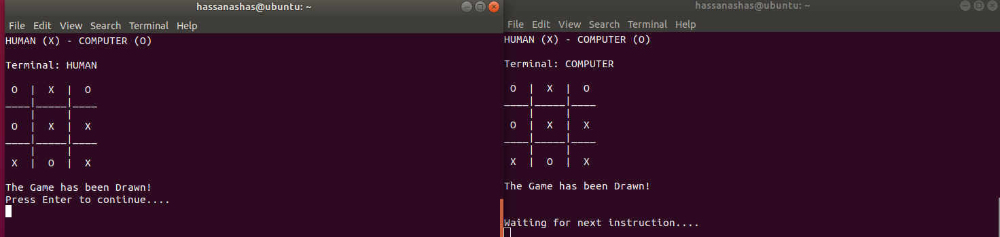 hassanashas@ubuntu: ~
File Edit View Search Terminal Help
HUMAN (X) - COMPUTER (O)
Terminal: HUMAN
O | X | O
____|_____|____
| |
O | X | X
____|_____|____
| |
X | O | X
The Game has been Drawn!
Press Enter to continue....
hassanashas@ubuntu: ~
File Edit View Search Terminal Help
HUMAN (X) - COMPUTER (O)
Terminal: COMPUTER
O | X | O
____|_____|____
| |
O | X | X
____|_____|____
| |
X | O | X
The Game has been Drawn!
Waiting for next instruction....